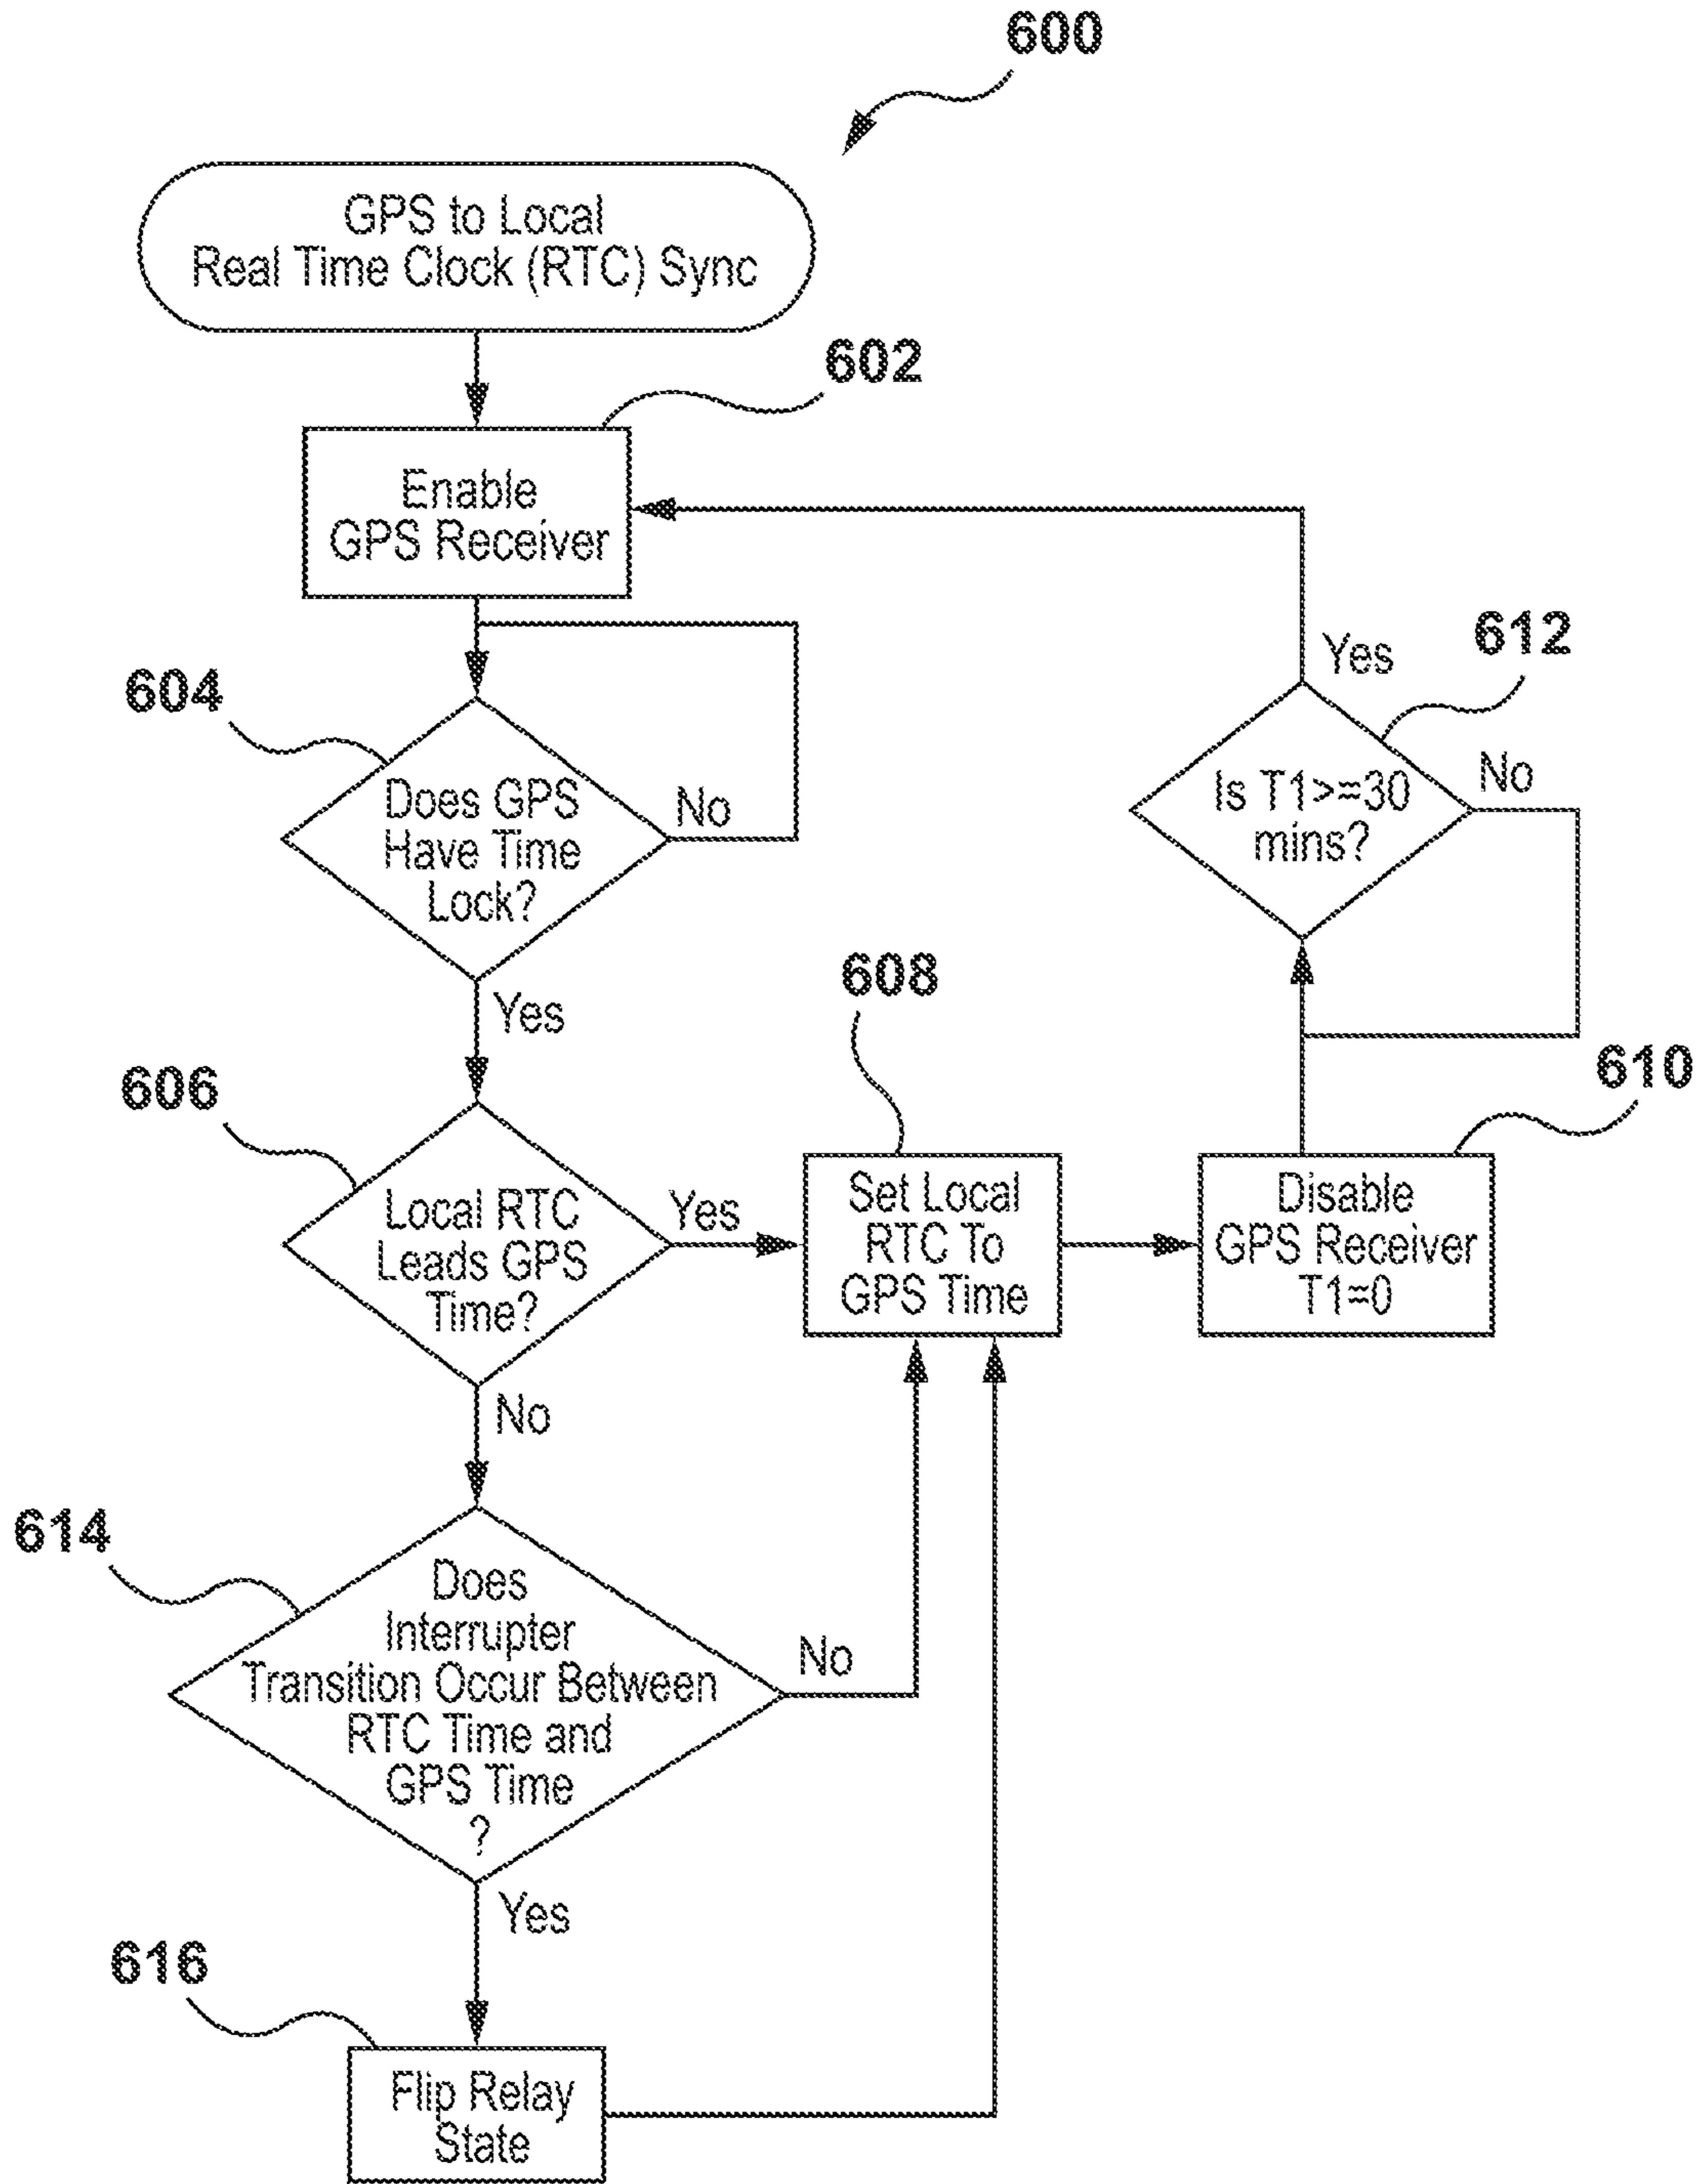 600
GPS to Local
Real Time Clock (RTC) Sync
602
Enable
GPS Receiver
604
Does GPS
Have Time
Lock?
No
Yes
606
Local RTC
Leads GPS
Time?
Yes
No
608
Set Local
RTC To
GPS Time
610
Disable
GPS Receiver
T1=0
612
Is T1>=30
mins?
Yes
No
614
Does
Interrupter
Transition Occur Between
RTC Time and
GPS Time
?
No
Yes
616
Flip Relay
State